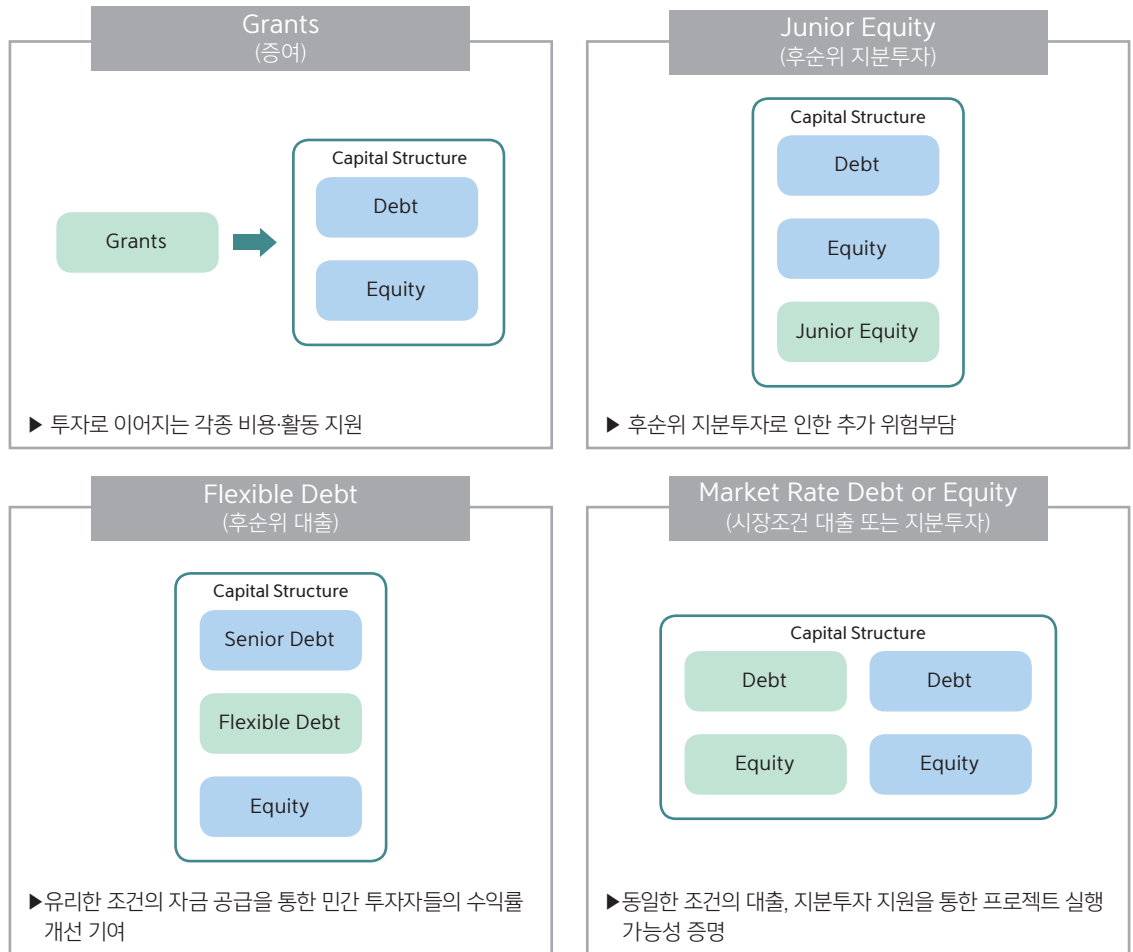 Grants
(증여)
Capital Structure
Debt
Grants
Equity
▶ 투자로 이어지는 각종 비용·활동 지원
Junior Equity
(후순위 지분투자)
Capital Structure
Debt
Equity
Junior Equity
▶ 후순위 지분투자로 인한 추가 위험부담
Flexible Debt
(후순위 대출)
Capital Structure
Senior Debt
Flexible Debt
Equity
▶유리한 조건의 자금 공급을 통한 민간 투자자들의 수익률
개선 기여
Market Rate Debt or Equity
(시장조건 대출 또는 지분투자)
Capital Structure
Debt Debt
Equity Equity
▶동일한 조건의 대출, 지분투자 지원을 통한 프로젝트 실행
가능성 증명